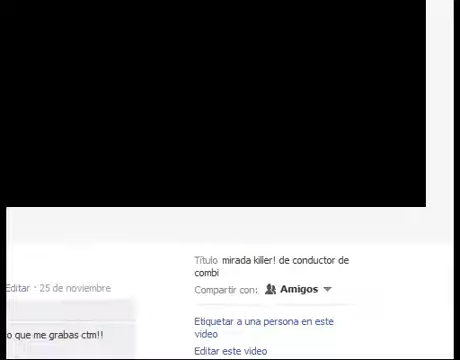 Título mirada killer! de conductor de
combi
Editar · 25 de noviembre
Compartir con: Amigos
o que me grabas ctm!!
Etiquetar a una persona en este
video
Editar este video